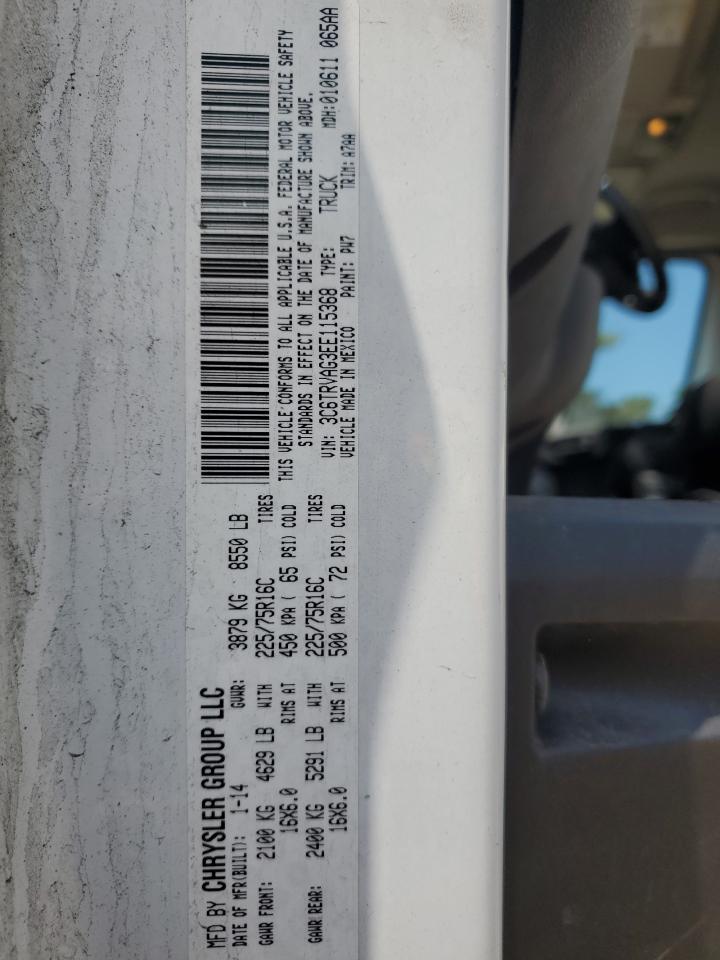 MFD BY CHRYSLER GROUP LLC
DATE OF MFR(BUILT): 1-14 GVWR: 3879 KG 8550 LB
GAWR FRONT: 2100 KG 4629 LB WITH 225/75R16C TIRES
16X6.0 RIMS AT 450 KPA ( 65 PSI) COLD
GAWR REAR: 2400 KG 5291 LB WITH 225/75R16C TIRES
16X6.0 RIMS AT 500 KPA ( 72 PSI) COLD
THIS VEHICLE CONFORMS TO ALL APPLICABLE U.S.A. FEDERAL MOTOR VEHICLE SAFETY
STANDARDS IN EFFECT ON THE DATE OF MANUFACTURE SHOWN ABOVE.
VIN: 3C6TRVAG3EE115368 TYPE: TRUCK MDH:010611 065AA
VEHICLE MADE IN MEXICO PAINT: PW7 TRIM: A7AA